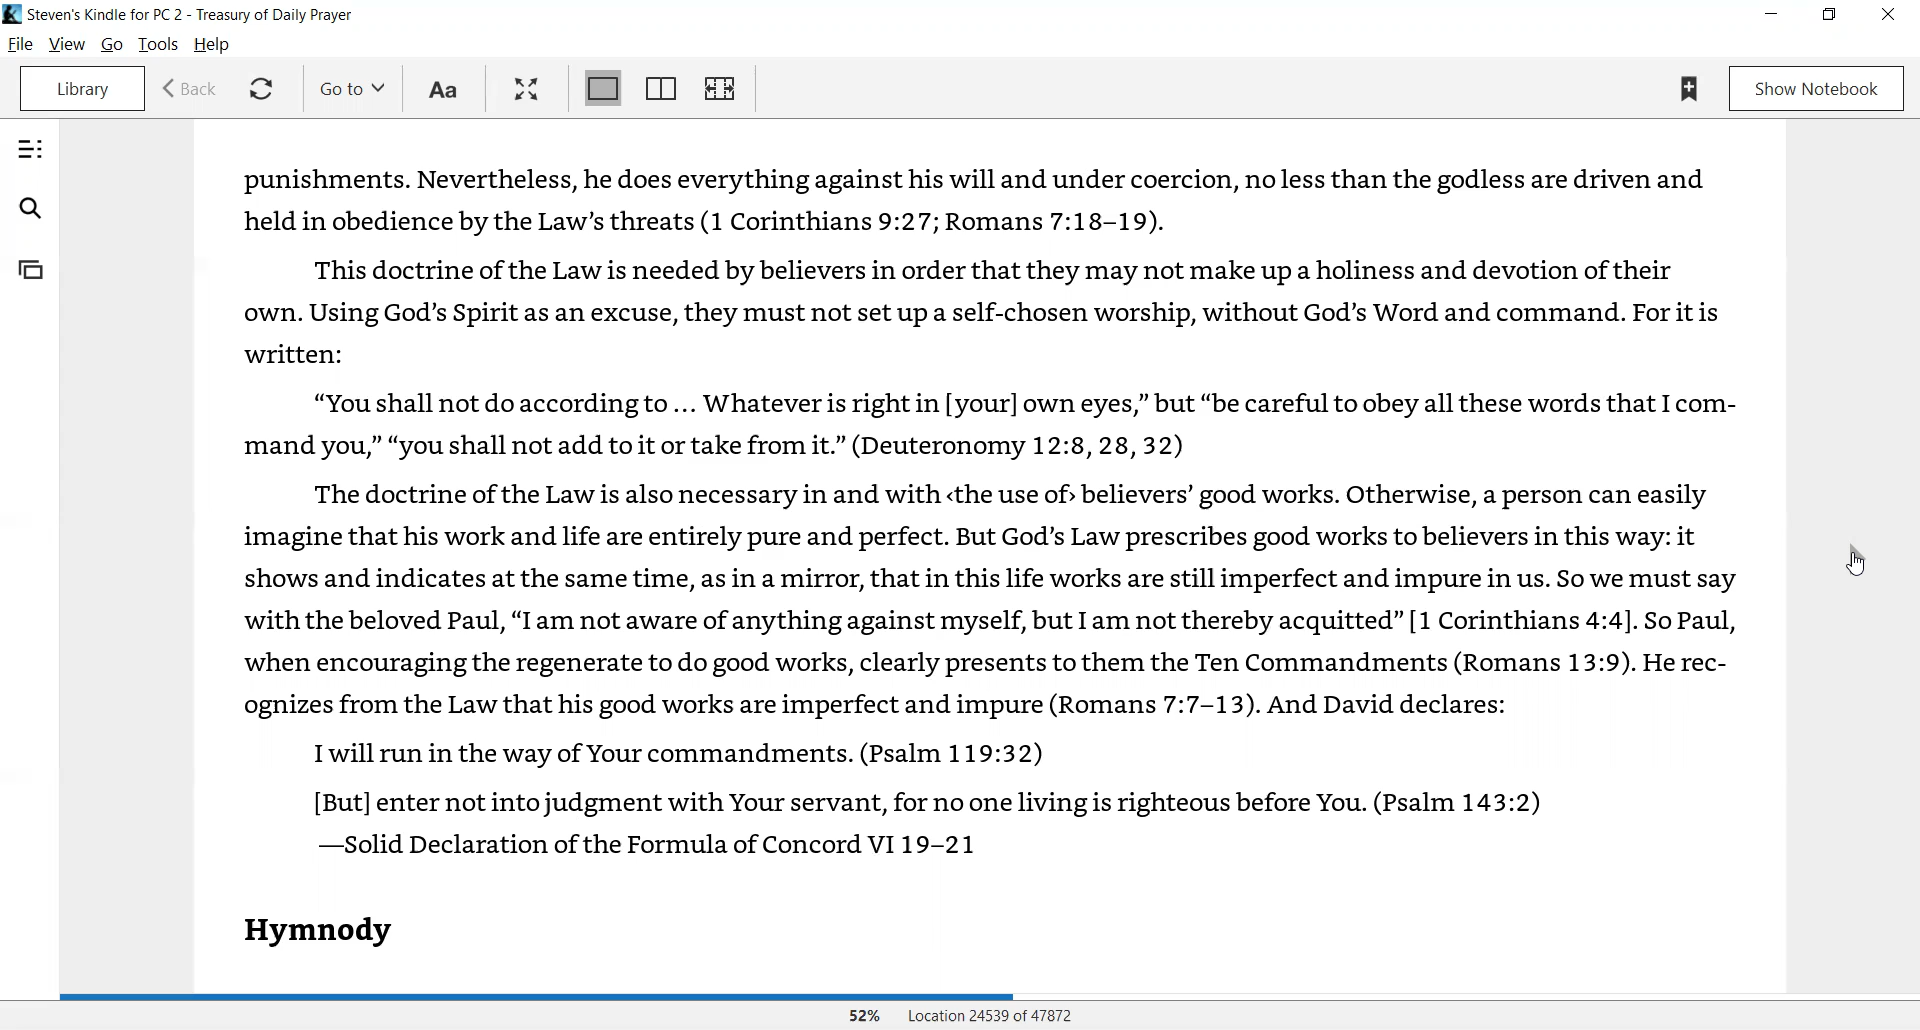 Steven's Kindle for PC 2 - Treasury of Daily Prayer
File View Go Tools Help
Library Back Go to Aa Show Notebook
punishments. Nevertheless, he does everything against his will and under coercion, no less than the godless are driven and
held in obedience by the Law’s threats (1 Corinthians 9:27; Romans 7:18–19).
This doctrine of the Law is needed by believers in order that they may not make up a holiness and devotion of their
own. Using God’s Spirit as an excuse, they must not set up a self-chosen worship, without God’s Word and command. For it is
written:
“You shall not do according to … Whatever is right in [your] own eyes,” but “be careful to obey all these words that I com-
mand you,” “you shall not add to it or take from it.” (Deuteronomy 12:8, 28, 32)
The doctrine of the Law is also necessary in and with ‹the use of› believers’ good works. Otherwise, a person can easily
imagine that his work and life are entirely pure and perfect. But God’s Law prescribes good works to believers in this way: it
shows and indicates at the same time, as in a mirror, that in this life works are still imperfect and impure in us. So we must say
with the beloved Paul, “I am not aware of anything against myself, but I am not thereby acquitted” [1 Corinthians 4:4]. So Paul,
when encouraging the regenerate to do good works, clearly presents to them the Ten Commandments (Romans 13:9). He rec-
ognizes from the Law that his good works are imperfect and impure (Romans 7:7–13). And David declares:
I will run in the way of Your commandments. (Psalm 119:32)
[But] enter not into judgment with Your servant, for no one living is righteous before You. (Psalm 143:2)
—Solid Declaration of the Formula of Concord VI 19–21
Hymnody
52% Location 24539 of 47872